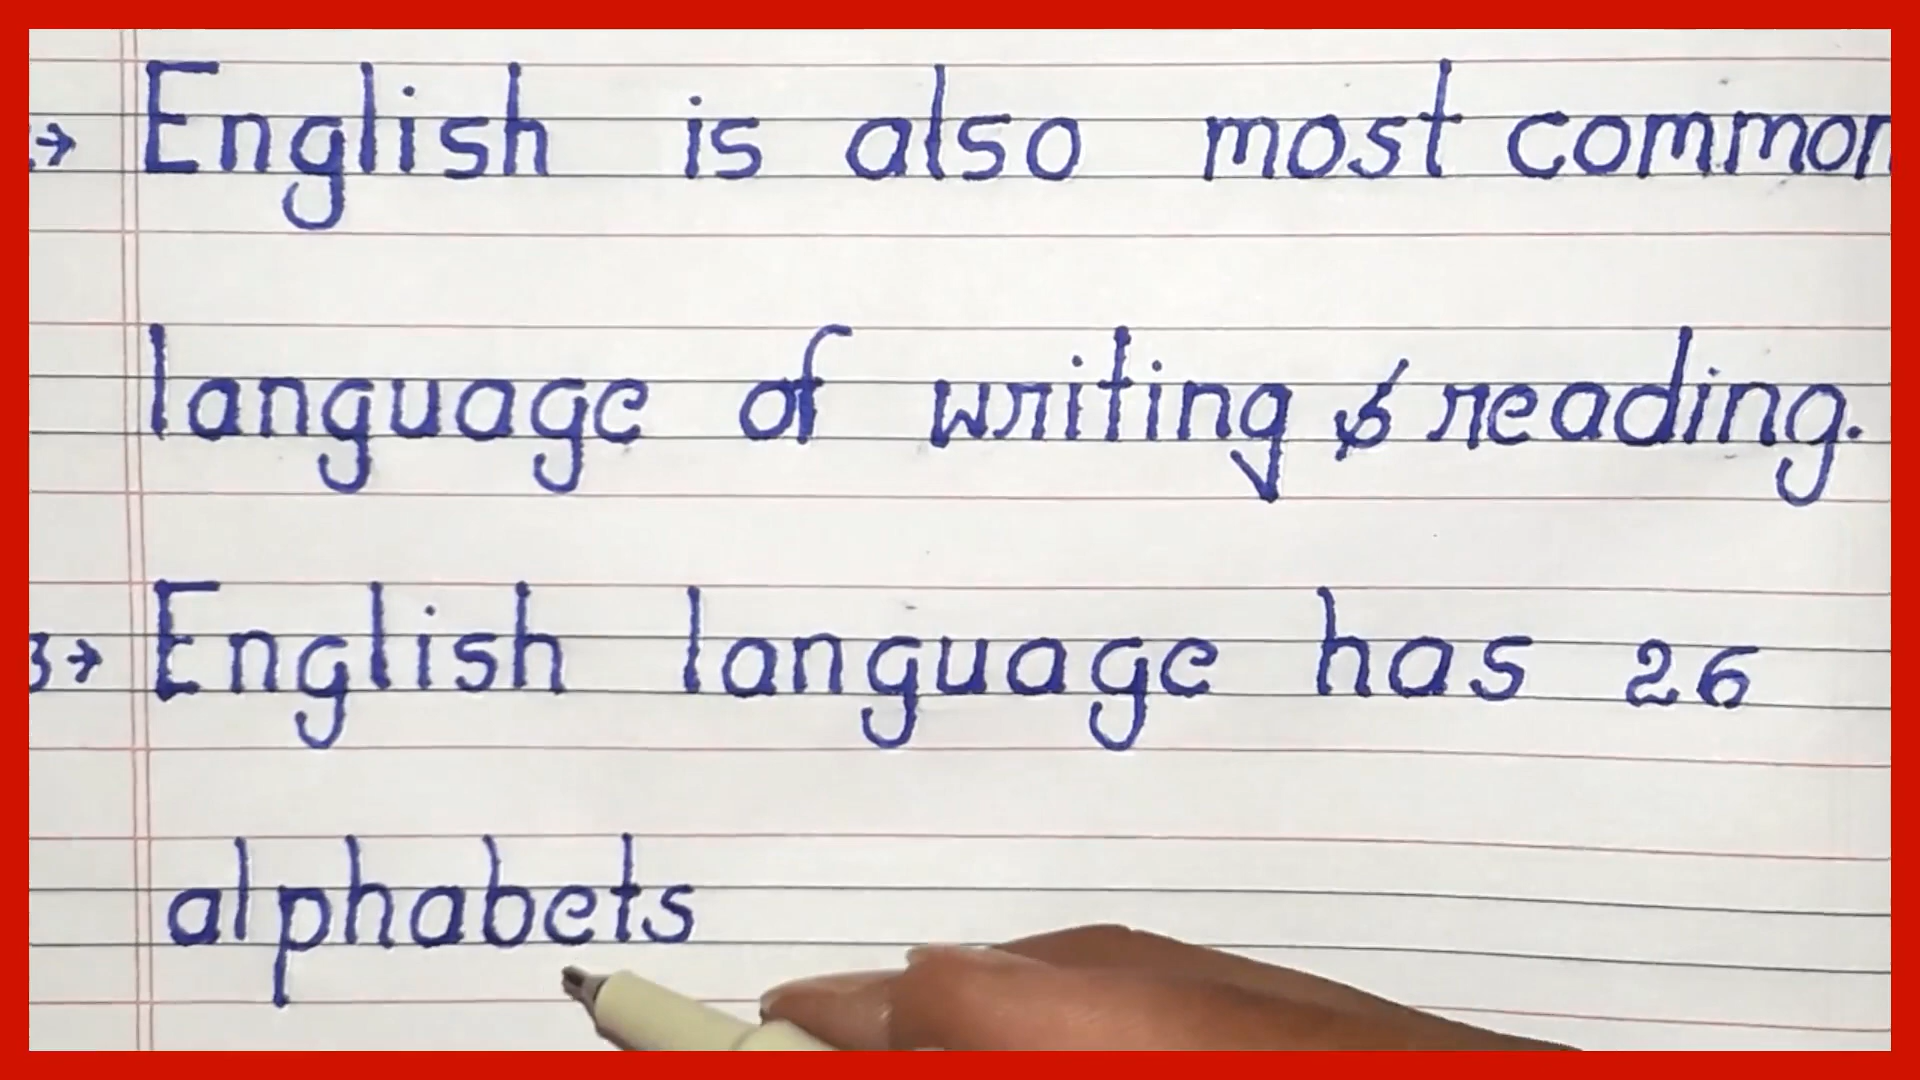 → English is also most common
language of writing & reading.
3→ English language has 26
alphabets